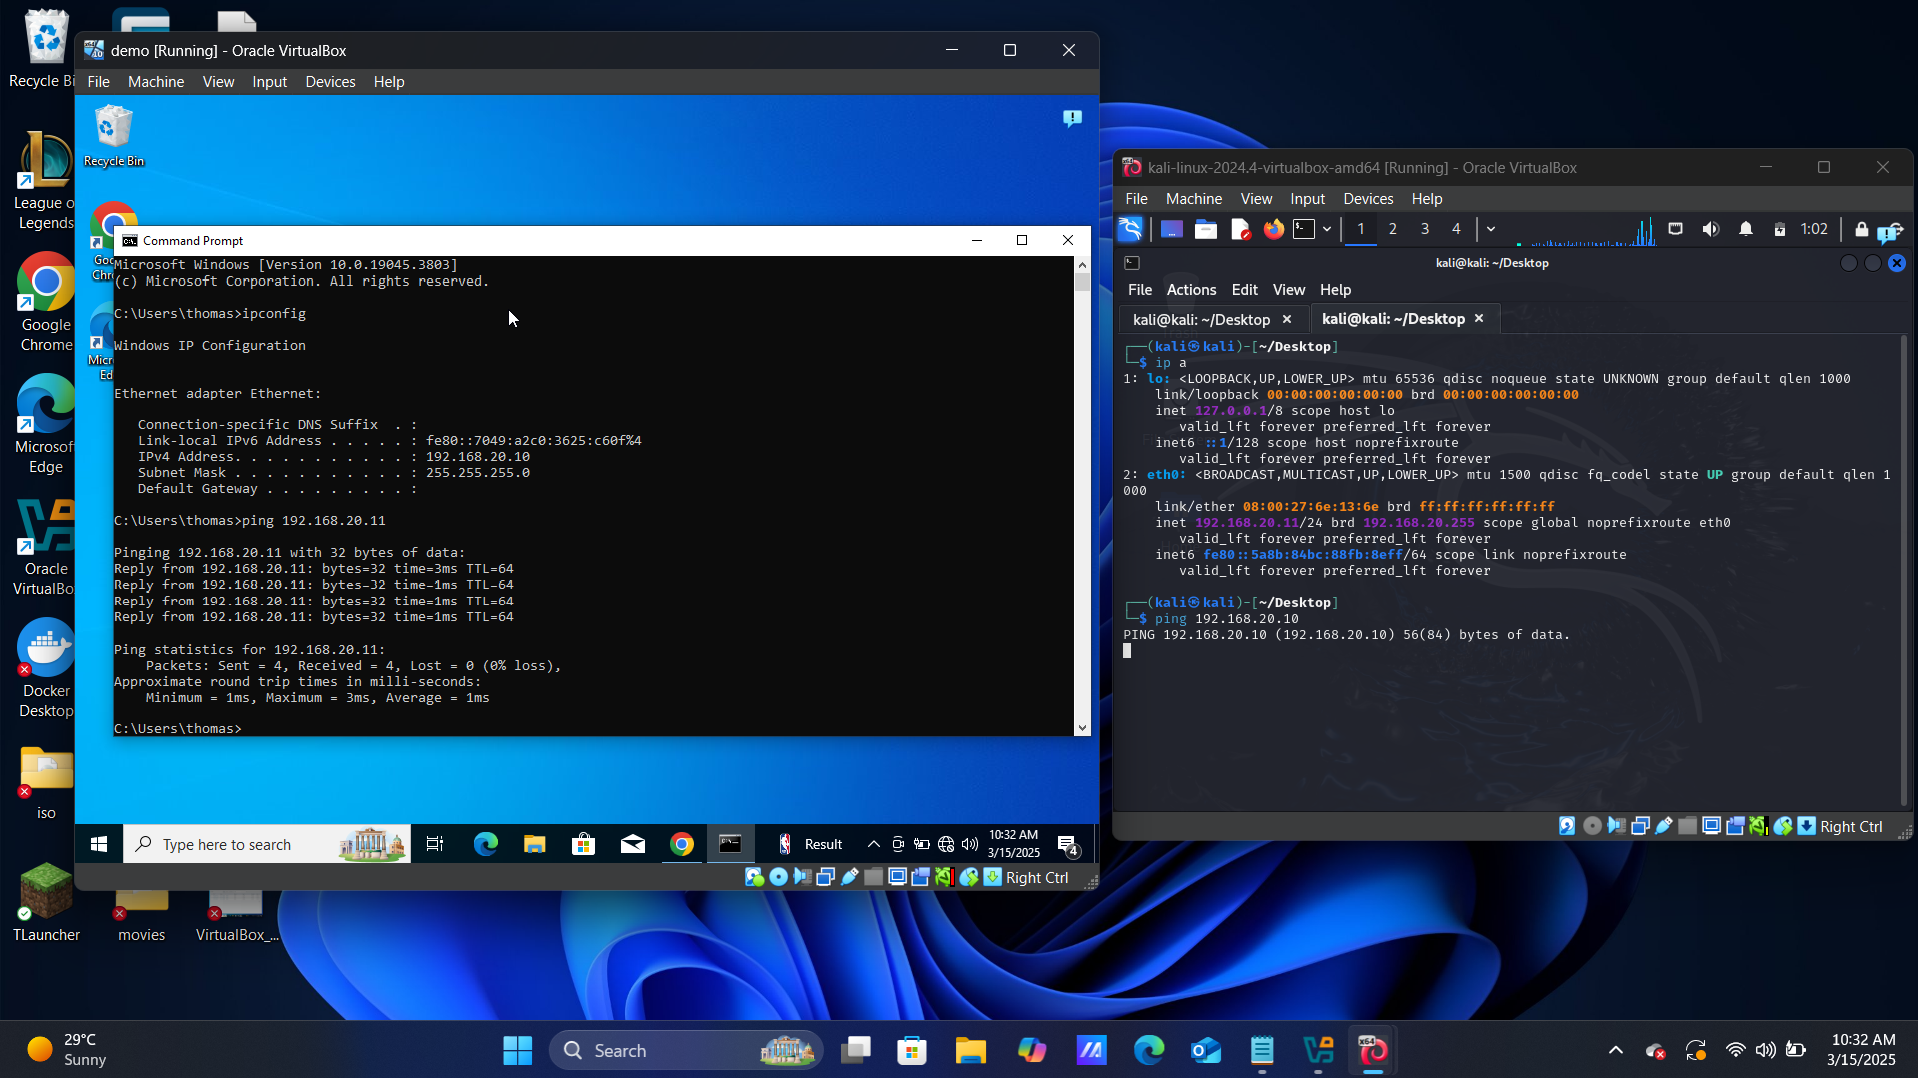 Recycle Bi
League o
Legends
Google
Chrome
Microsof
Edge
Oracle
VirtualBo
Docker
Desktop
iso
TLauncher
movies
VirtualBox_...
demo [Running] - Oracle VirtualBox
File Machine View Input Devices Help
Recycle Bin
Goo
Chr
Micr
Ed
Command Prompt
Microsoft Windows [Version 10.0.19045.3803]
(c) Microsoft Corporation. All rights reserved.
C:\Users\thomas>ipconfig
Windows IP Configuration
Ethernet adapter Ethernet:
Connection-specific DNS Suffix . :
Link-local IPv6 Address . . . . . : fe80::7049:a2c0:3625:c60f%4
IPv4 Address. . . . . . . . . . . : 192.168.20.10
Subnet Mask . . . . . . . . . . . : 255.255.255.0
Default Gateway . . . . . . . . . :
C:\Users\thomas>ping 192.168.20.11
Pinging 192.168.20.11 with 32 bytes of data:
Reply from 192.168.20.11: bytes=32 time=3ms TTL=64
Reply from 192.168.20.11: bytes=32 time=1ms TTL=64
Reply from 192.168.20.11: bytes=32 time=1ms TTL=64
Reply from 192.168.20.11: bytes=32 time=1ms TTL=64
Ping statistics for 192.168.20.11:
Packets: Sent = 4, Received = 4, Lost = 0 (0% loss),
Approximate round trip times in milli-seconds:
Minimum = 1ms, Maximum = 3ms, Average = 1ms
C:\Users\thomas>
Type here to search
Result
10:32 AM
3/15/2025
4
Right Ctrl
kali-linux-2024.4-virtualbox-amd64 [Running] - Oracle VirtualBox
File Machine View Input Devices Help
1 2 3 4
1:02
kali@kali: ~/Desktop
File Actions Edit View Help
kali@kali: ~/Desktop × kali@kali: ~/Desktop ×
┌──(kali㉿kali)-[~/Desktop]
└─$ ip a
1: lo: <LOOPBACK,UP,LOWER_UP> mtu 65536 qdisc noqueue state UNKNOWN group default qlen 1000
link/loopback 00:00:00:00:00:00 brd 00:00:00:00:00:00
inet 127.0.0.1/8 scope host lo
valid_lft forever preferred_lft forever
inet6 ::1/128 scope host noprefixroute
valid_lft forever preferred_lft forever
2: eth0: <BROADCAST,MULTICAST,UP,LOWER_UP> mtu 1500 qdisc fq_codel state UP group default qlen 1
000
link/ether 08:00:27:6e:13:6e brd ff:ff:ff:ff:ff:ff
inet 192.168.20.11/24 brd 192.168.20.255 scope global noprefixroute eth0
valid_lft forever preferred_lft forever
inet6 fe80::5a8b:84bc:88fb:8eff/64 scope link noprefixroute
valid_lft forever preferred_lft forever
┌──(kali㉿kali)-[~/Desktop]
└─$ ping 192.168.20.10
PING 192.168.20.10 (192.168.20.10) 56(84) bytes of data.
Right Ctrl
29°C
Sunny
Search
x64
10:32 AM
3/15/2025